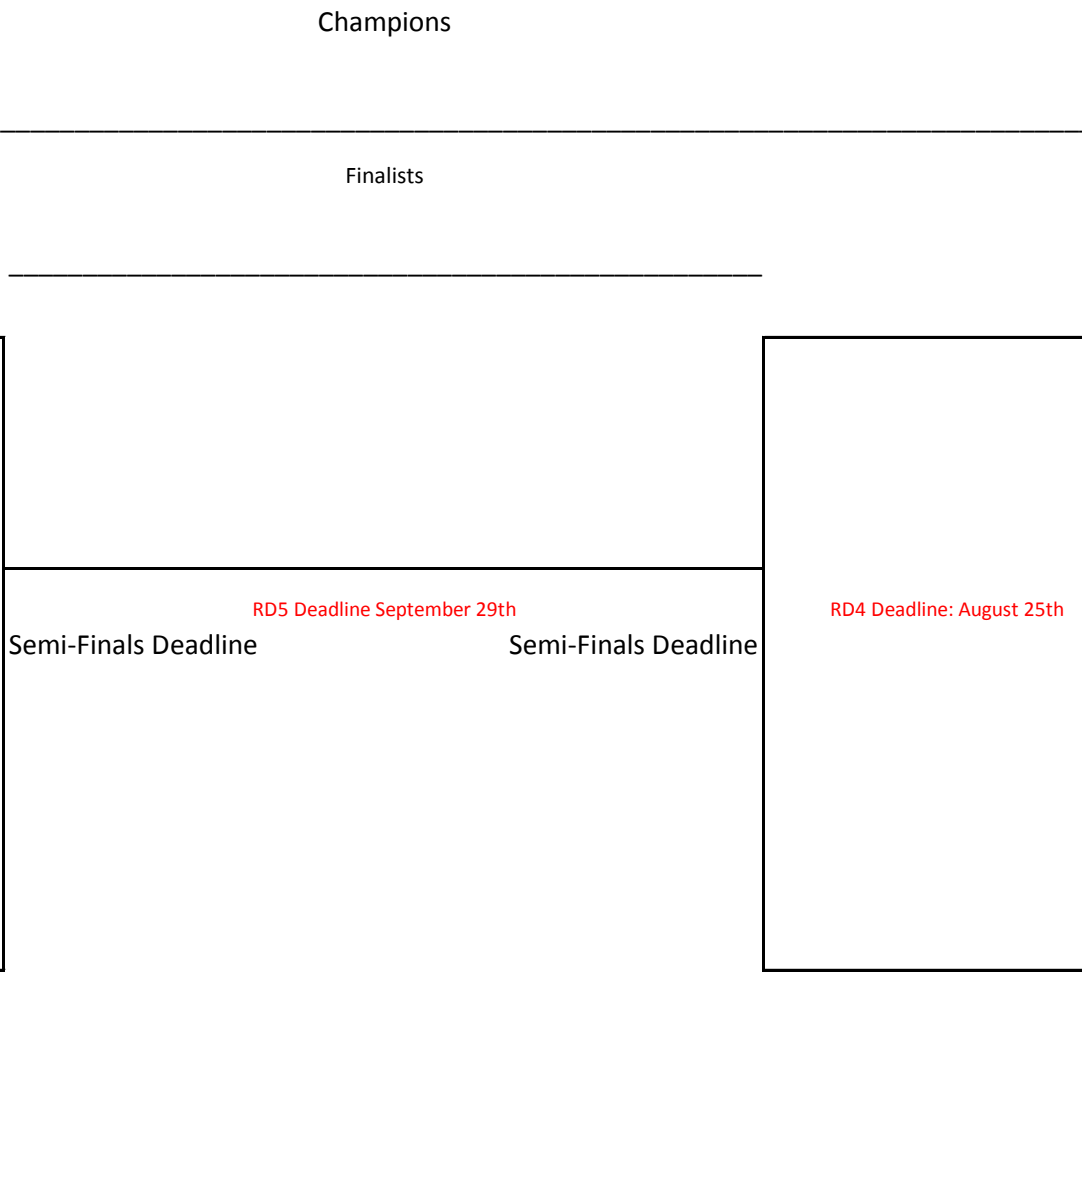 Champions
Finalists
RD5 Deadline September 29th
RD4 Deadline: August 25th
Semi-Finals Deadline
Semi-Finals Deadline